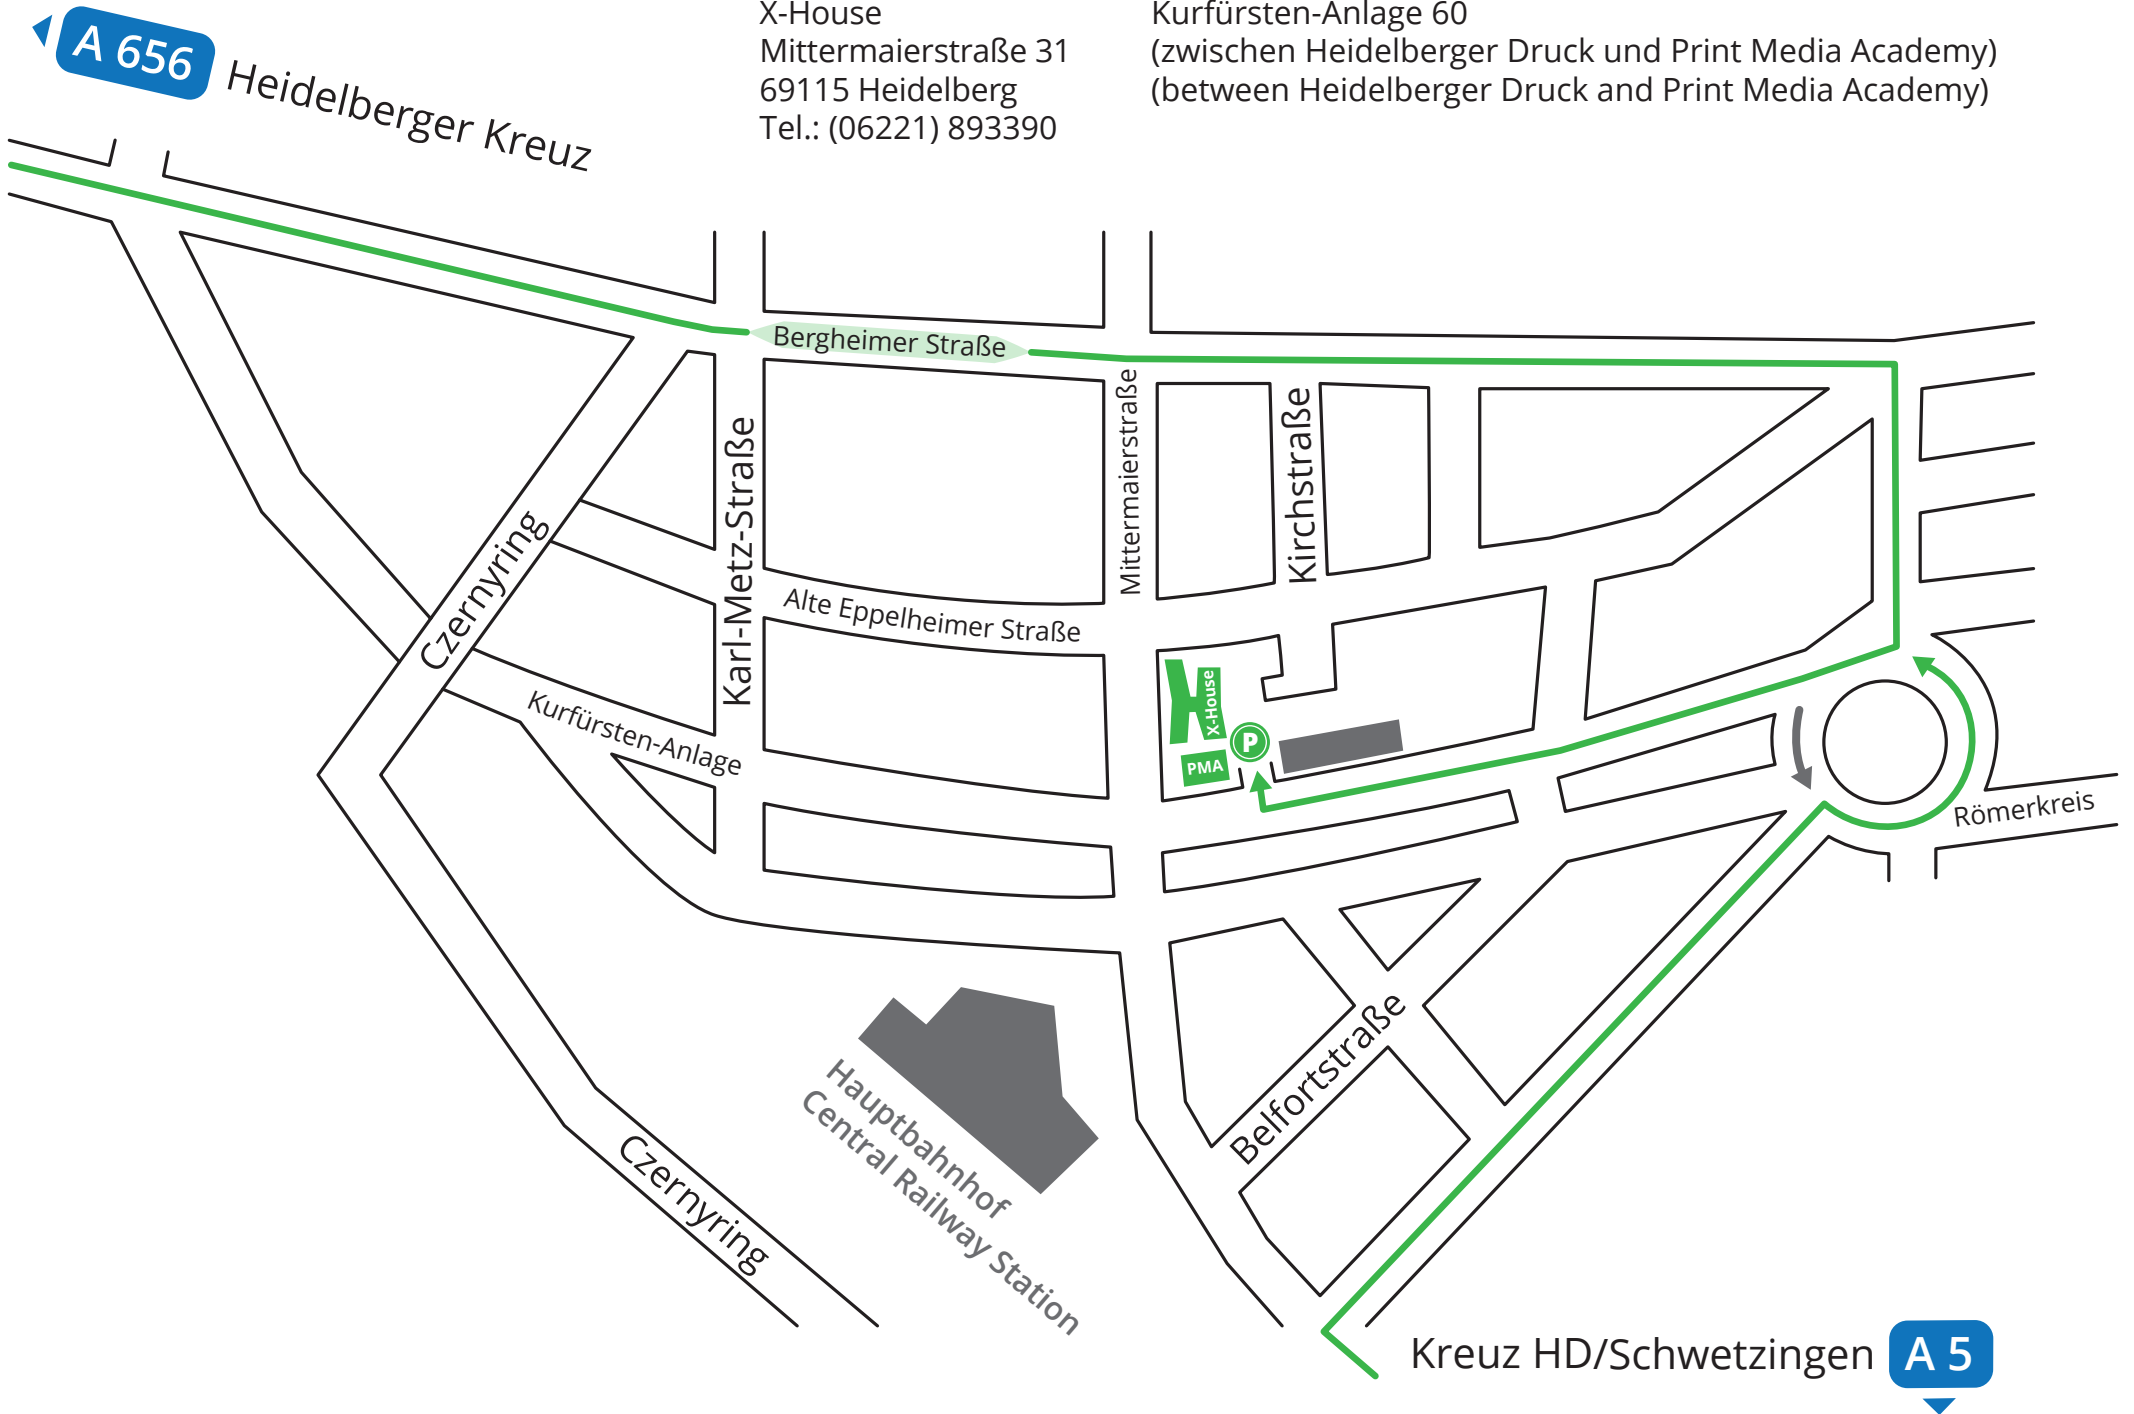 A 656
Heidelberger Kreuz
X-House
Mittermaierstraße 31
69115 Heidelberg
Tel.: (06221) 893390
Kurfürsten-Anlage 60
(zwischen Heidelberger Druck und Print Media Academy)
(between Heidelberger Druck and Print Media Academy)
Bergheimer Straße
Mittermaierstraße
Kirchstraße
Karl-Metz-Straße
Czernyring
Alte Eppelheimer Straße
Kurfürsten-Anlage
X-House
P
PMA
Römerkreis
Belfortstraße
Hauptbahnhof
Central Railway Station
Czernyring
Kreuz HD/Schwetzingen
A 5